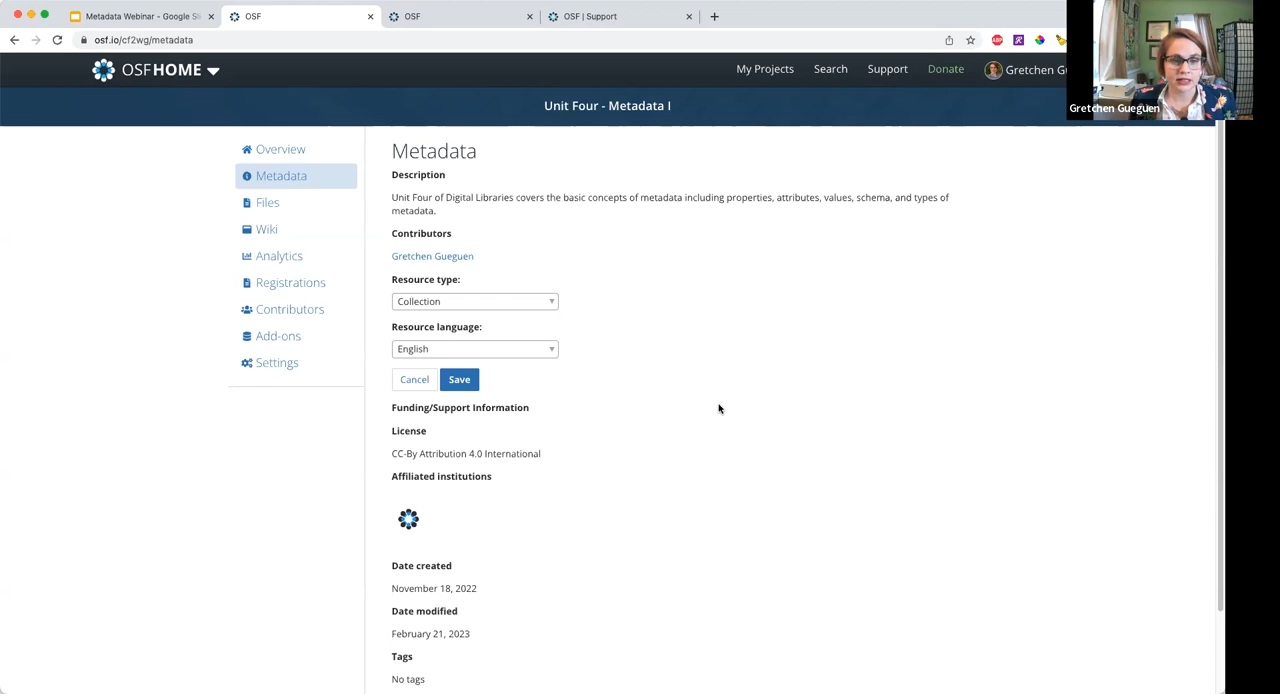 Metadata Webinar - Google Sli
OSF
OSF
OSF | Support
osf.io/cf2wg/metadata
ABP
OSFHOME
My Projects
Search
Support
Donate
Gretchen Gu
Gretchen Gueguen
Unit Four - Metadata I
Overview
Metadata
Files
Wiki
Analytics
Registrations
Contributors
Add-ons
Settings
Metadata
Description
Unit Four of Digital Libraries covers the basic concepts of metadata including properties, attributes, values, schema, and types of
metadata.
Contributors
Gretchen Gueguen
Resource type:
Collection
Resource language:
English
Cancel
Save
Funding/Support Information
License
CC-By Attribution 4.0 International
Affiliated institutions
Date created
November 18, 2022
Date modified
February 21, 2023
Tags
No tags